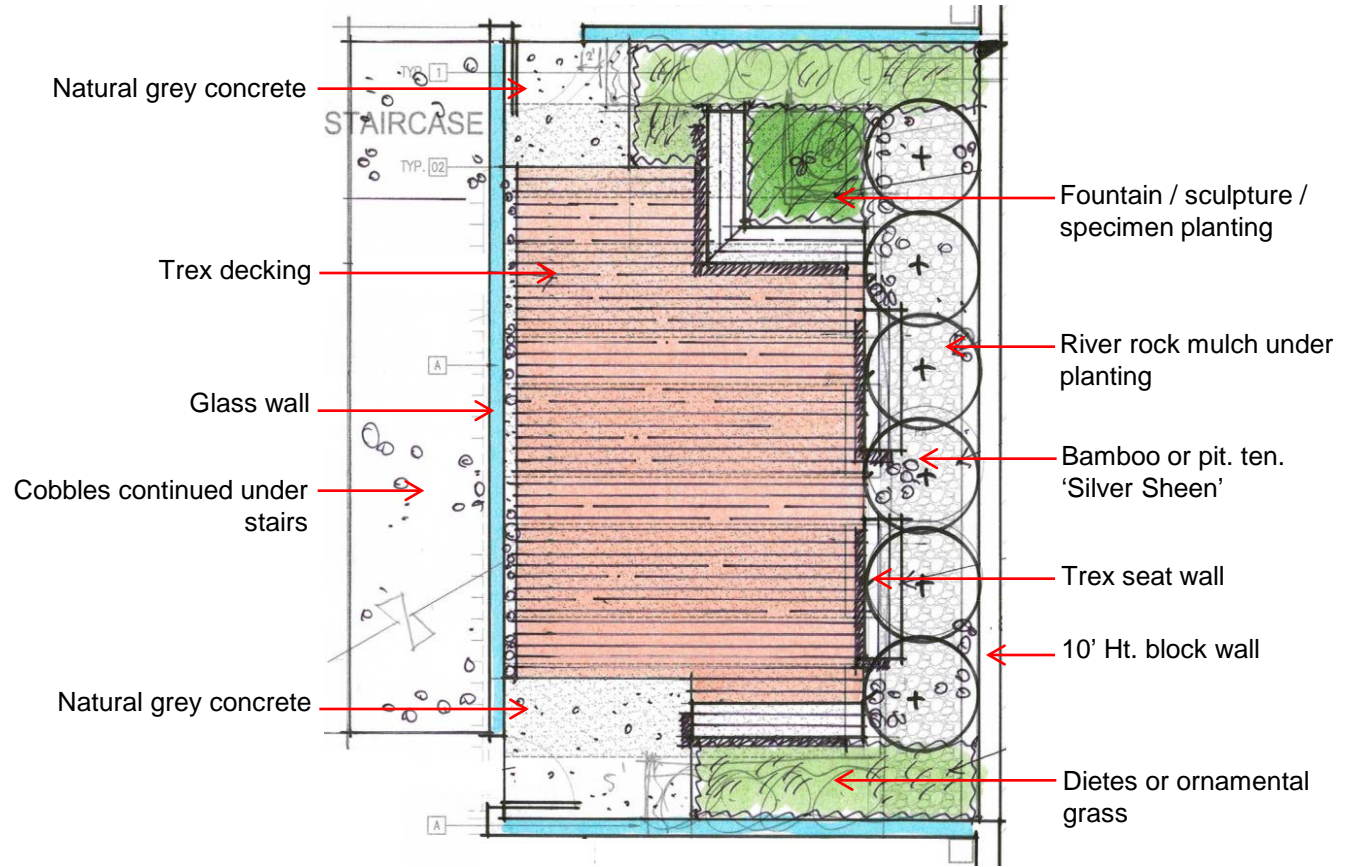 Natural grey concrete
TYP. 1
2'
STAIRCASE
TYP. 02
Trex decking
A
Glass wall
Cobbles continued under
stairs
Natural grey concrete
5'
A
Fountain / sculpture /
specimen planting
River rock mulch under
planting
Bamboo or pit. ten.
‘Silver Sheen’
Trex seat wall
10’ Ht. block wall
Dietes or ornamental
grass